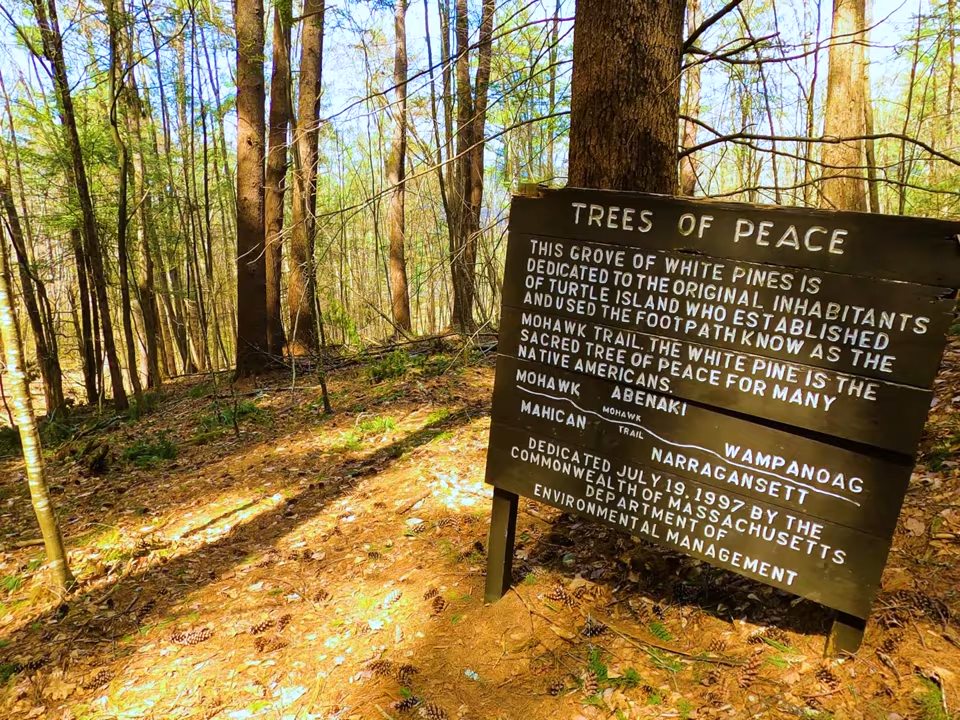 TREES OF PEACE
THIS GROVE OF WHITE PINES IS
DEDICATED TO THE ORIGINAL INHABITANTS
OF TURTLE ISLAND WHO ESTABLISHED
AND USED THE FOOTPATH KNOW AS THE
MOHAWK TRAIL. THE WHITE PINE IS THE
SACRED TREE OF PEACE FOR MANY
NATIVE AMERICANS.
MOHAWK ABENAKI
MAHICAN MOHAWK
TRAIL
WAMPANOAG
NARRAGANSETT
DEDICATED JULY 19, 1997 BY THE
COMMONWEALTH OF MASSACHUSETTS
DEPARTMENT OF
ENVIRONMENTAL MANAGEMENT